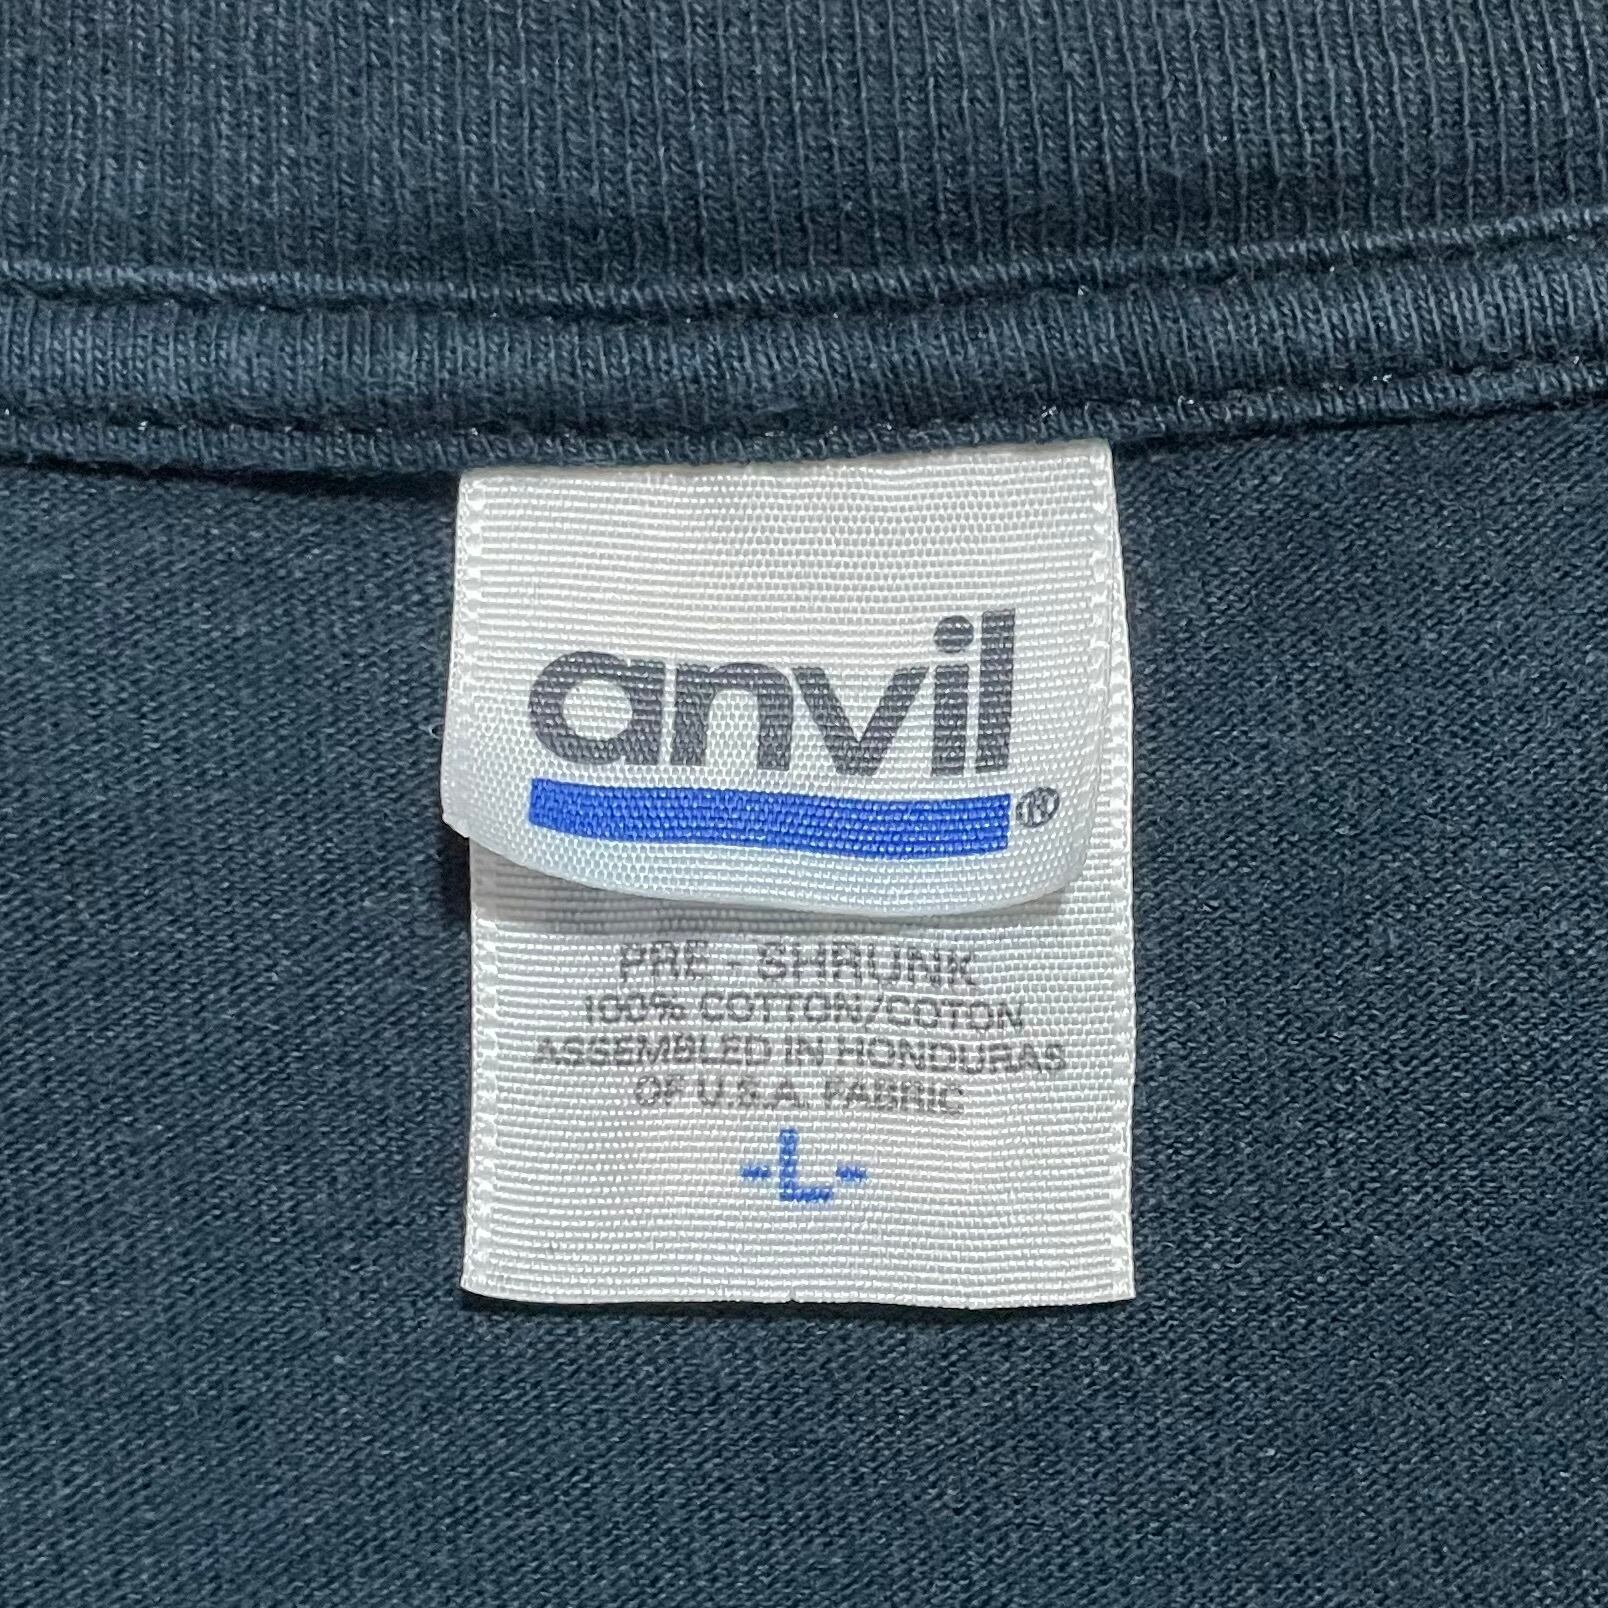 anvil®
PRE-SHRUNK
100% COTTON/COTON
ASSEMBLED IN HONDURAS
OF U.S.A. FABRIC
-L-